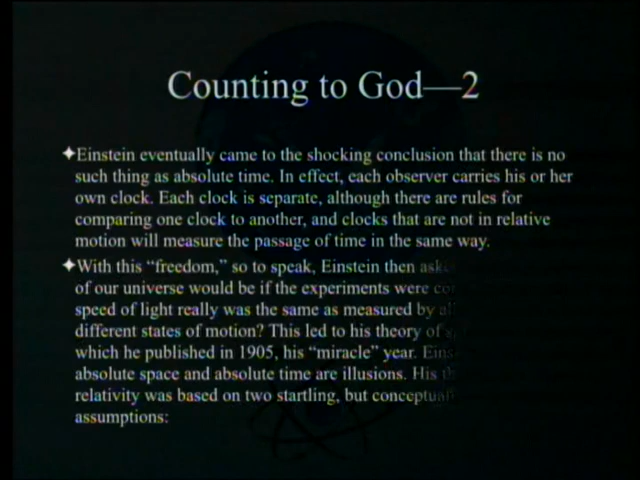 Counting to God—2
✦Einstein eventually came to the shocking conclusion that there is no
such thing as absolute time. In effect, each observer carries his or her
own clock. Each clock is separate, although there are rules for
comparing one clock to another, and clocks that are not in relative
motion will measure the passage of time in the same way.
✦With this “freedom,” so to speak, Einstein then
of our universe would be if the experiments were
speed of light really was the same as measured by
different states of motion? This led to his theory of
which he published in 1905, his “miracle” year.
absolute space and absolute time are illusions. His
relativity was based on two startling, but
assumptions: